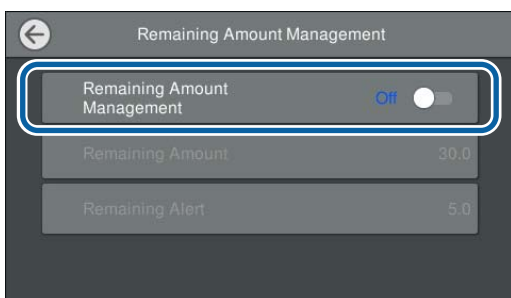 Remaining Amount Management
Remaining Amount
Management
Off
Remaining Amount 30.0
Remaining Alert 5.0